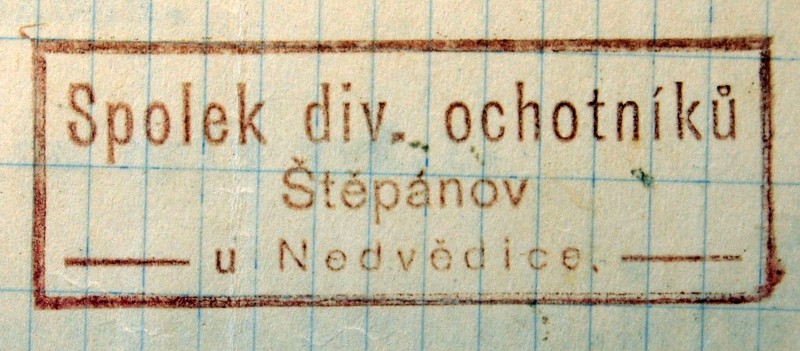 Spolek div. ochotníků
Štěpánov
u Nedvědice.